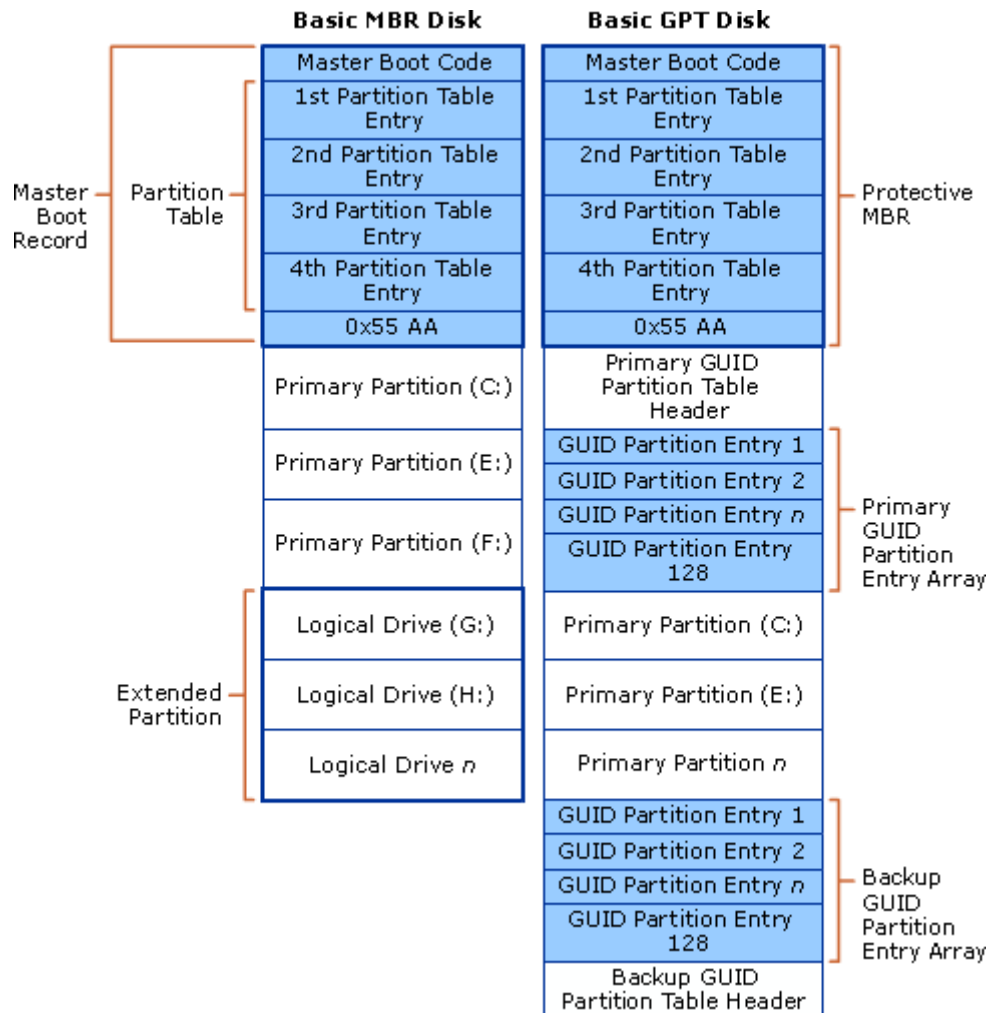 Basic MBR Disk
Basic GPT Disk
Master
Boot
Record
Partition
Table
Master Boot Code
1st Partition Table
Entry
2nd Partition Table
Entry
3rd Partition Table
Entry
4th Partition Table
Entry
0x55 AA
Primary Partition (C:)
Primary Partition (E:)
Primary Partition (F:)
Extended
Partition
Logical Drive (G:)
Logical Drive (H:)
Logical Drive n
Master Boot Code
1st Partition Table
Entry
2nd Partition Table
Entry
3rd Partition Table
Entry
4th Partition Table
Entry
0x55 AA
Protective
MBR
Primary GUID
Partition Table
Header
GUID Partition Entry 1
GUID Partition Entry 2
GUID Partition Entry n
GUID Partition Entry
128
Primary
GUID
Partition
Entry Array
Primary Partition (C:)
Primary Partition (E:)
Primary Partition n
GUID Partition Entry 1
GUID Partition Entry 2
GUID Partition Entry n
GUID Partition Entry
128
Backup
GUID
Partition
Entry Array
Backup GUID
Partition Table Header